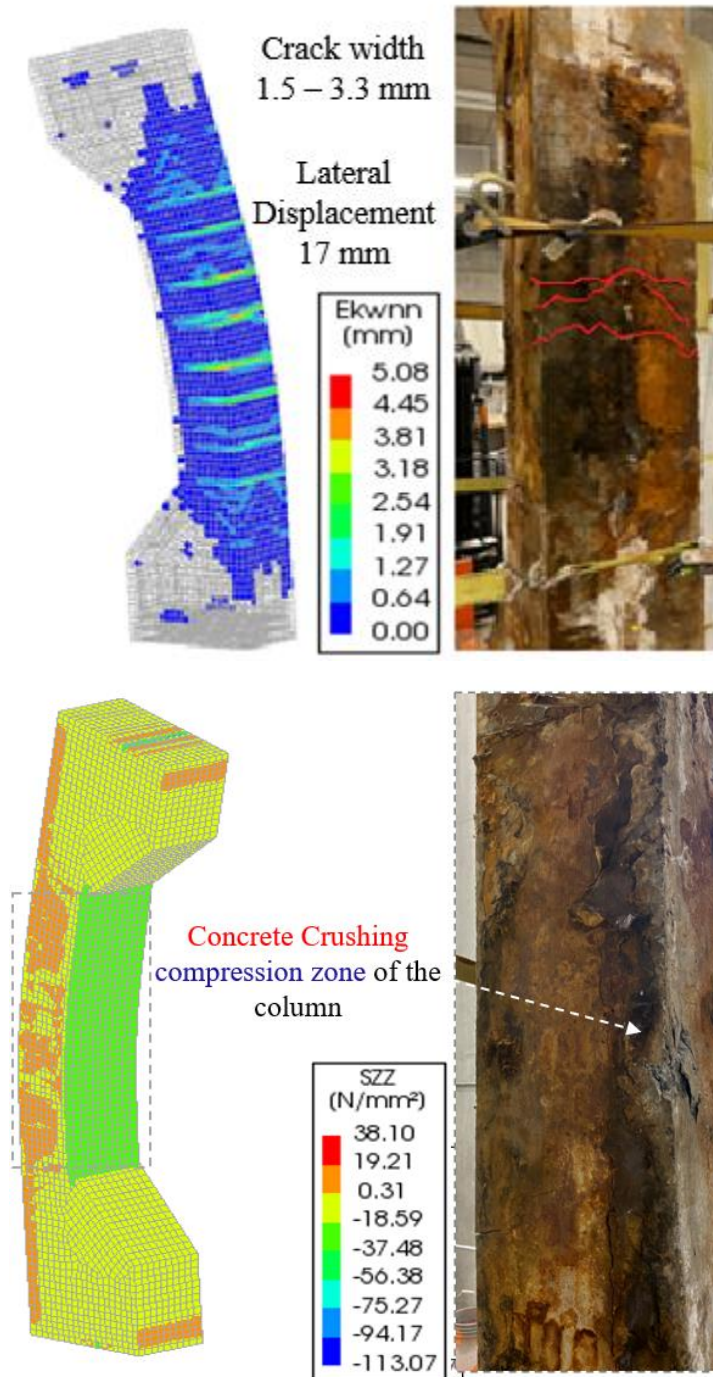 Crack width
1.5 – 3.3 mm
Lateral
Displacement
17 mm
Ekwnn
(mm)
5.08
4.45
3.81
3.18
2.54
1.91
1.27
0.64
0.00
Concrete Crushing
compression zone of the
column
SZZ
(N/mm²)
38.10
19.21
0.31
-18.59
-37.48
-56.38
-75.27
-94.17
-113.07